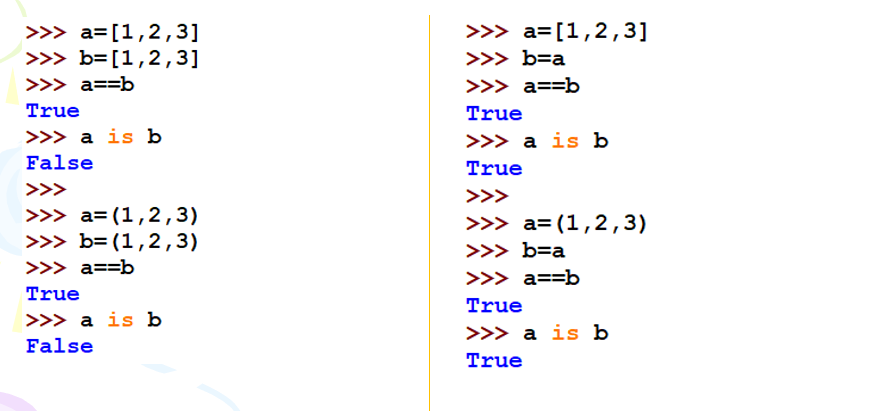 >>> a=[1,2,3]
>>> b=[1,2,3]
>>> a==b
True
>>> a is b
False
>>>
>>> a=(1,2,3)
>>> b=(1,2,3)
>>> a==b
True
>>> a is b
False
>>> a=[1,2,3]
>>> b=a
>>> a==b
True
>>> a is b
True
>>>
>>> a=(1,2,3)
>>> b=a
>>> a==b
True
>>> a is b
True